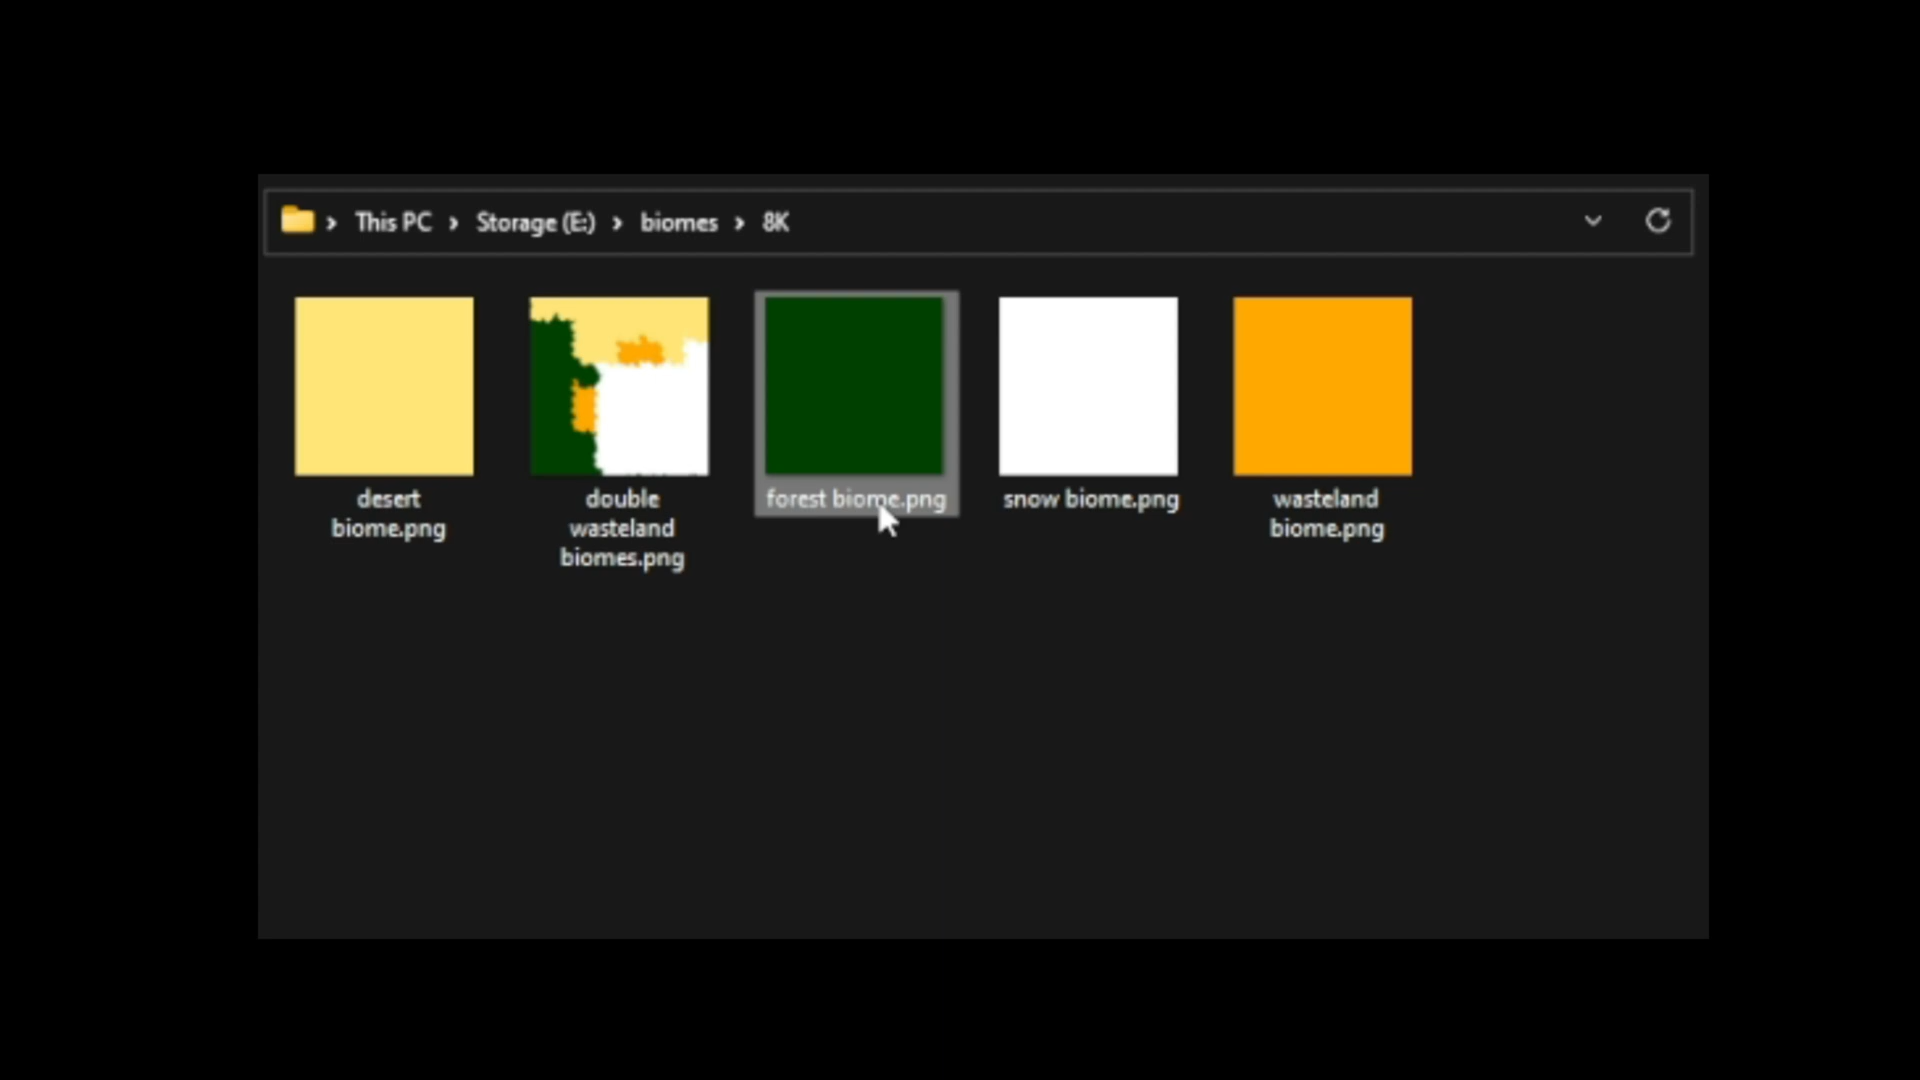 This PC > Storage (E:) > biomes > 8K
desert
biome.png
double
wasteland
biomes.png
forest biome.png
snow biome.png
wasteland
biome.png